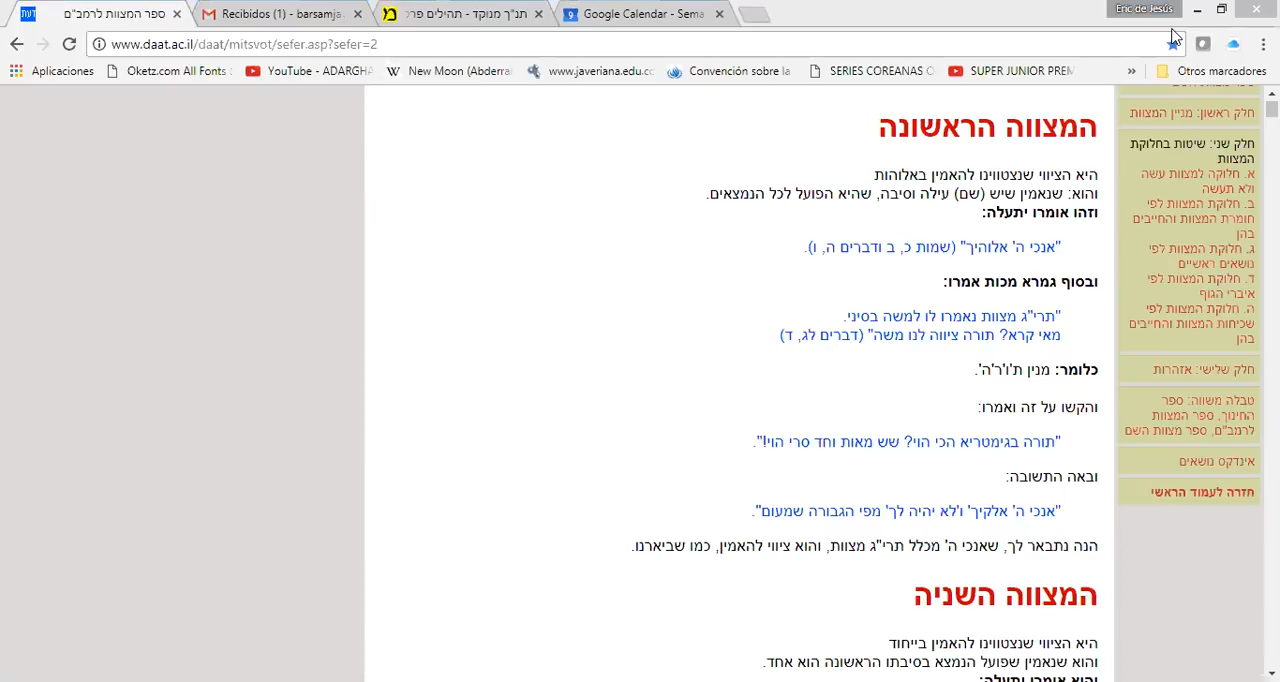 ספר המצוות לרמב"ם
Recibidos (1) - barsamja
תנ"ך מנוקד - תהילים פרק
Google Calendar - Sema
Eric de Jesús
www.daat.ac.il/daat/mitsvot/sefer.asp?sefer=2
Aplicaciones
Oketz.com All Fonts
YouTube - ADARGHA
New Moon (Abderra
www.javeriana.edu.cc
Convención sobre la
SERIES COREANAS
SUPER JUNIOR PREM
»
Otros marcadores
המצווה הראשונה
היא הציווי שנצטווינו להאמין באלוהות
והוא: שנאמין שיש (שם) עילה וסיבה, שהיא הפועל לכל הנמצאים.
וזהו אומרו יתעלה:
"אנכי ה' אלוהיך" (שמות כ, ב ודברים ה, ו).
ובסוף גמרא מכות אמרו:
"תרי"ג מצוות נאמרו לו למשה בסיני.
מאי קרא? תורה ציווה לנו משה" (דברים לג, ד)
כלומר: מנין ת'ו'ר'ה'.
והקשו על זה ואמרו:
"תורה בגימטריא הכי הוי? שש מאות וחד סרי הוי!".
ובאה התשובה:
"אנכי ה' אלקיך' ו'לא יהיה לך' מפי הגבורה שמעום".
הנה נתבאר לך, שאנכי ה' מכלל תרי"ג מצוות, והוא ציווי להאמין, כמו שביארנו.
המצווה השניה
היא הציווי שנצטווינו להאמין בייחוד
והוא שנאמין שפועל הנמצא בסיבתו הראשונה הוא אחד.
והוא אומרו יתעלה:
חלק ראשון: מניין המצוות
חלק שני: שיטות בחלוקת
המצוות
א. חלוקה למצוות עשה
ולא תעשה
ב. חלוקת המצוות לפי
חומרת המצוות והחייבים
בהן
ג. חלוקת המצוות לפי
נושאים ראשיים
ד. חלוקת המצוות לפי
איברי הגוף
ה. חלוקת המצוות לפי
שכיחות המצוות והחייבים
בהן
חלק שלישי: אזהרות
טבלה משווה: ספר
החינוך, ספר המצוות
לרמב"ם, ספר מצוות השם
אינדקס נושאים
חזרה לעמוד הראשי